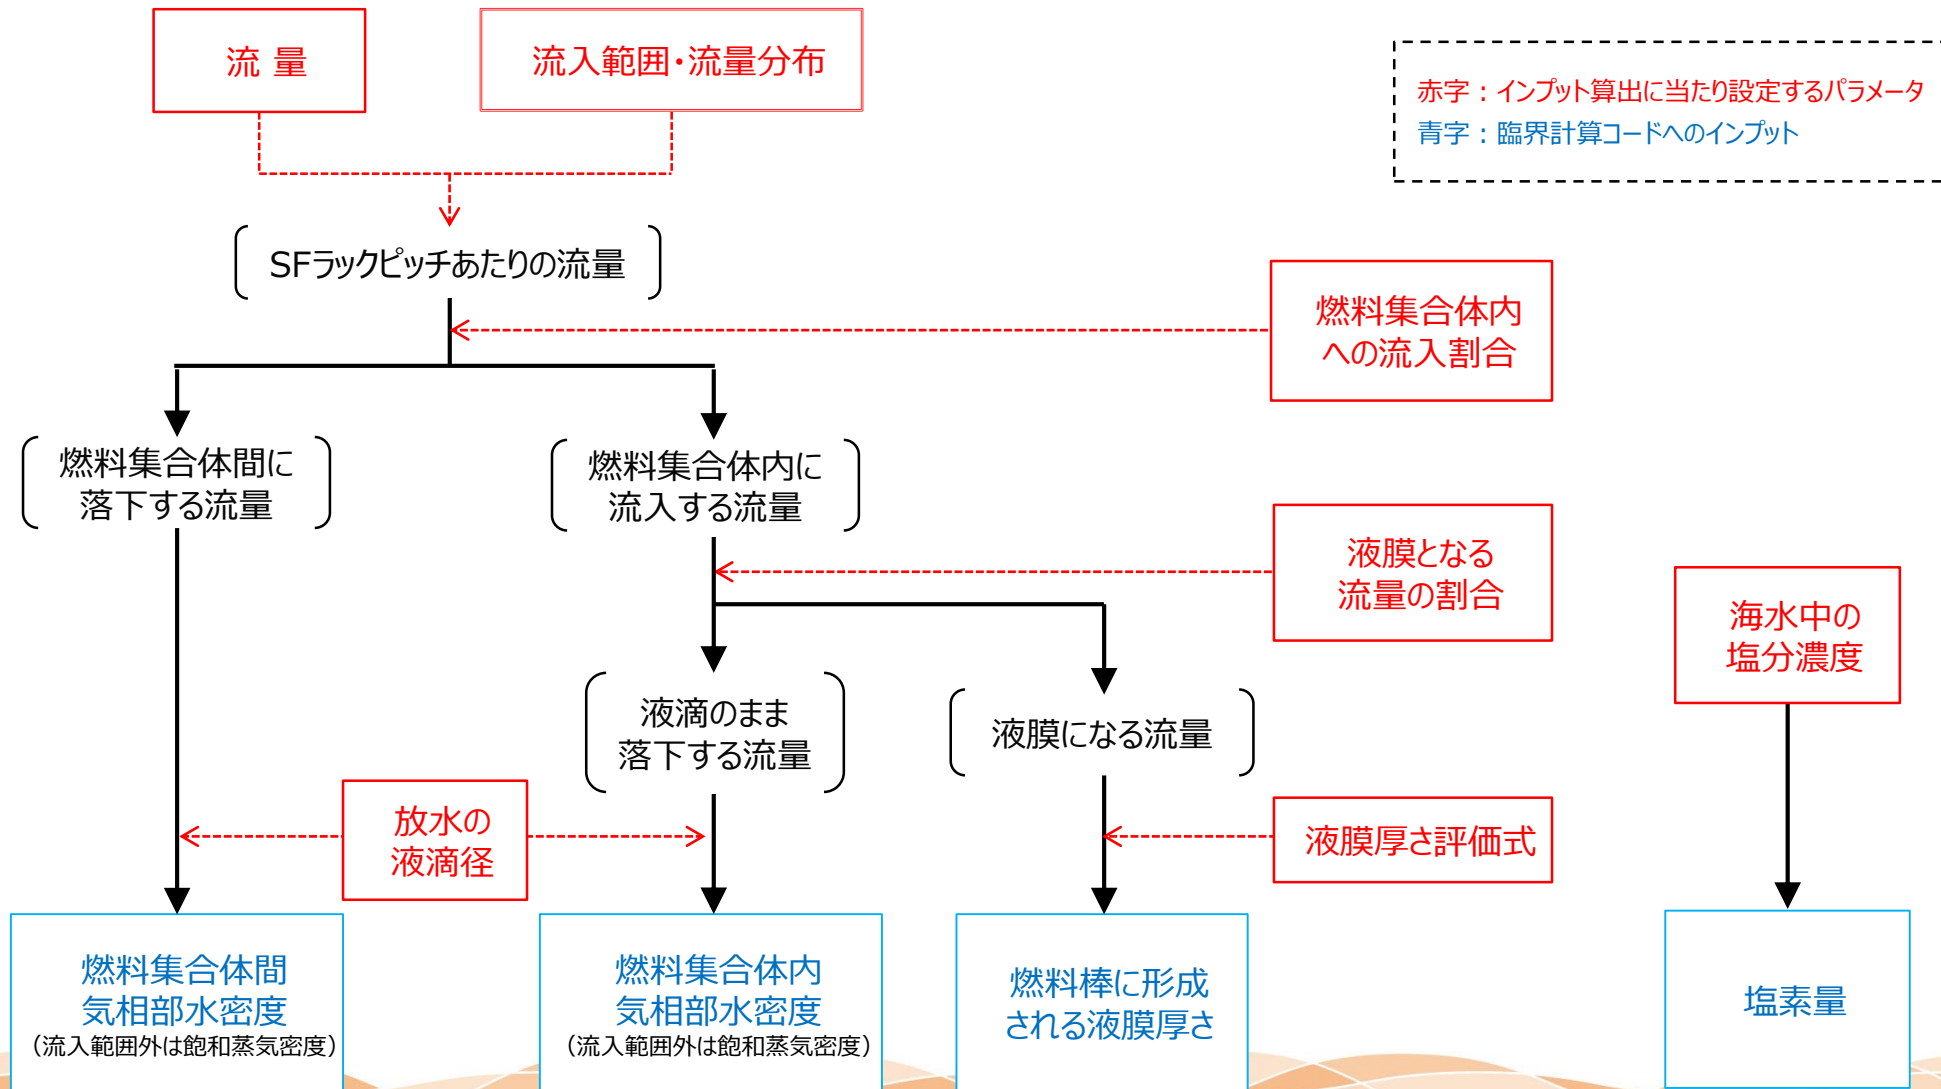 流 量
流入範囲・流量分布
赤字：インプット算出に当たり設定するパラメータ
青字：臨界計算コードへのインプット
SFラックピッチあたりの流量
燃料集合体内
への流入割合
燃料集合体間に
落下する流量
燃料集合体内に
流入する流量
液膜となる
流量の割合
海水中の
塩分濃度
液滴のまま
落下する流量
液膜になる流量
放水の
液滴径
液膜厚さ評価式
燃料集合体間
気相部水密度
（流入範囲外は飽和蒸気密度）
燃料集合体内
気相部水密度
（流入範囲外は飽和蒸気密度）
燃料棒に形成
される液膜厚さ
塩素量